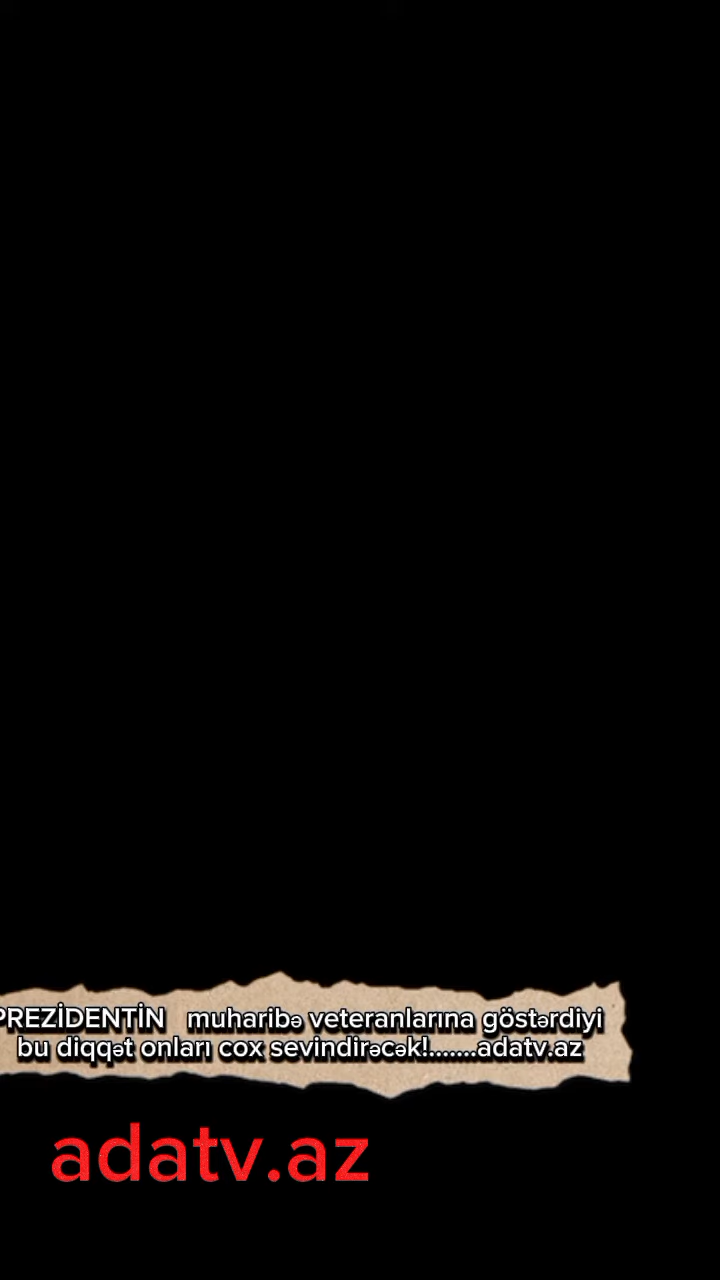 PREZİDENTİN muharibə veteranlarına göstərdiyi
bu diqqət onları cox sevindirəcək!.......adatv.az
adatv.az